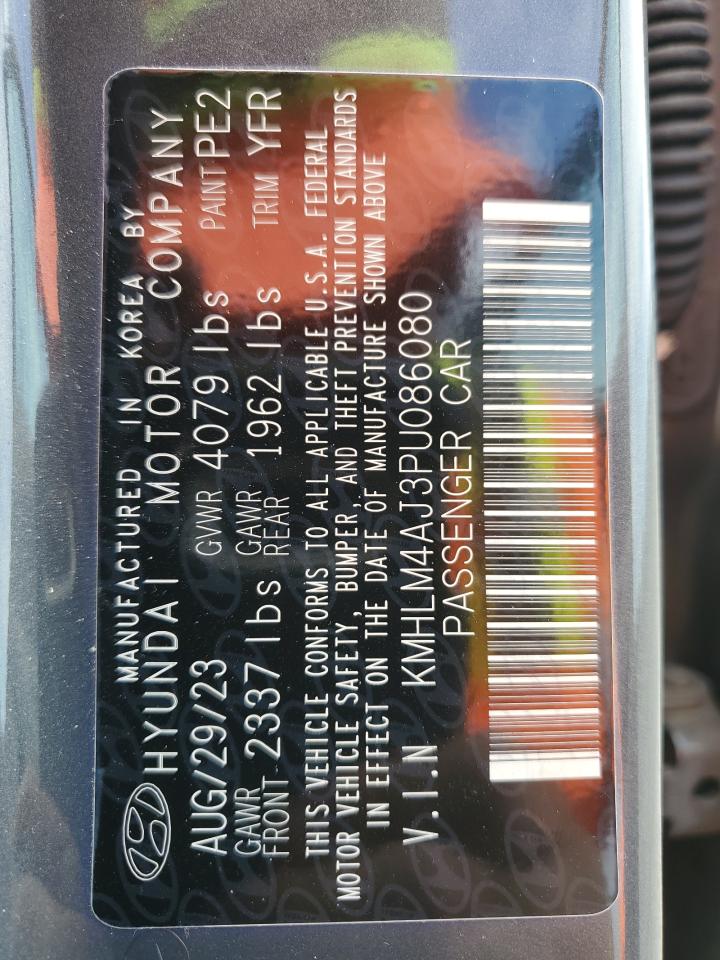 MANUFACTURED IN KOREA BY
HYUNDAI MOTOR COMPANY
AUG/29/23 GVWR 4079 lbs PAINT PE2
GAWR FRONT 2337 lbs GAWR REAR 1962 lbs TRIM YFR
THIS VEHICLE CONFORMS TO ALL APPLICABLE U.S.A. FEDERAL
MOTOR VEHICLE SAFETY, BUMPER, AND THEFT PREVENTION STANDARDS
IN EFFECT ON THE DATE OF MANUFACTURE SHOWN ABOVE
V.I.N KMHLM4AJ3PU086080
PASSENGER CAR